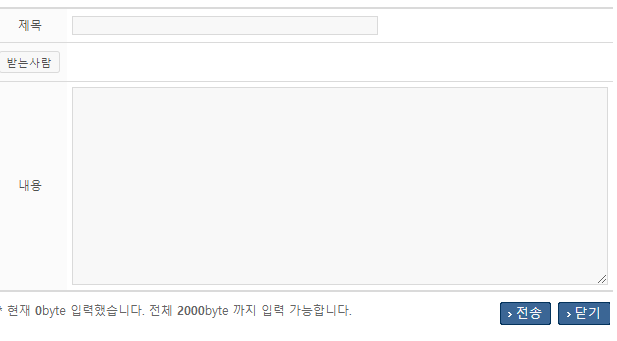 제목
받는사람
내용
* 현재 0byte 입력했습니다. 전체 2000byte 까지 입력 가능합니다.
› 전송 › 닫기